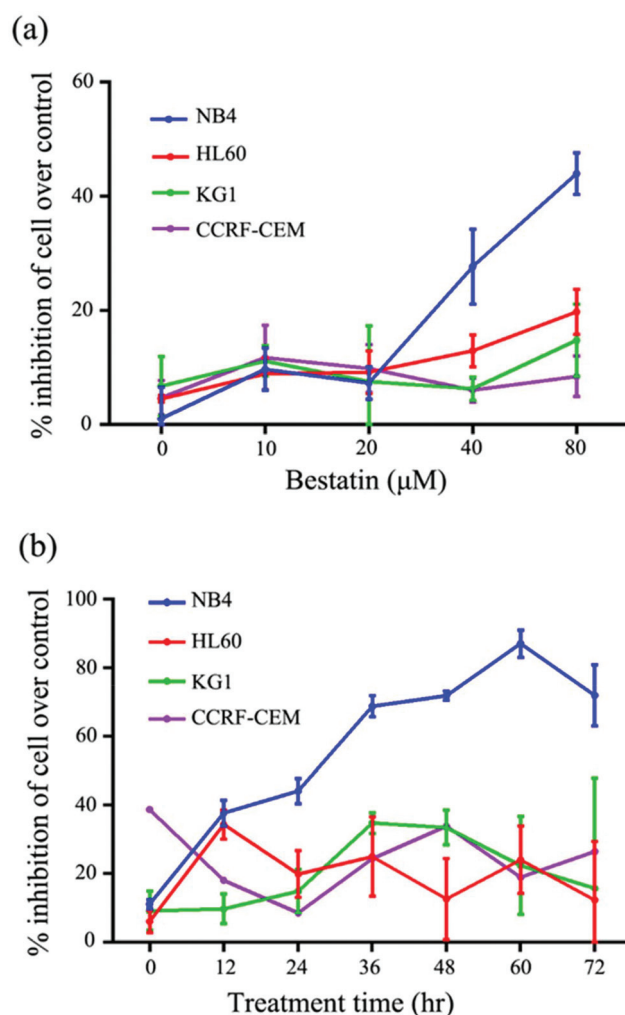 (a)
60
40
20
0
% inhibition of cell over control
NB4
HL60
KG1
CCRF-CEM
0 10 20 40 80
Bestatin (μM)
(b)
100
80
60
40
20
0
% inhibition of cell over control
NB4
HL60
KG1
CCRF-CEM
0 12 24 36 48 60 72
Treatment time (hr)